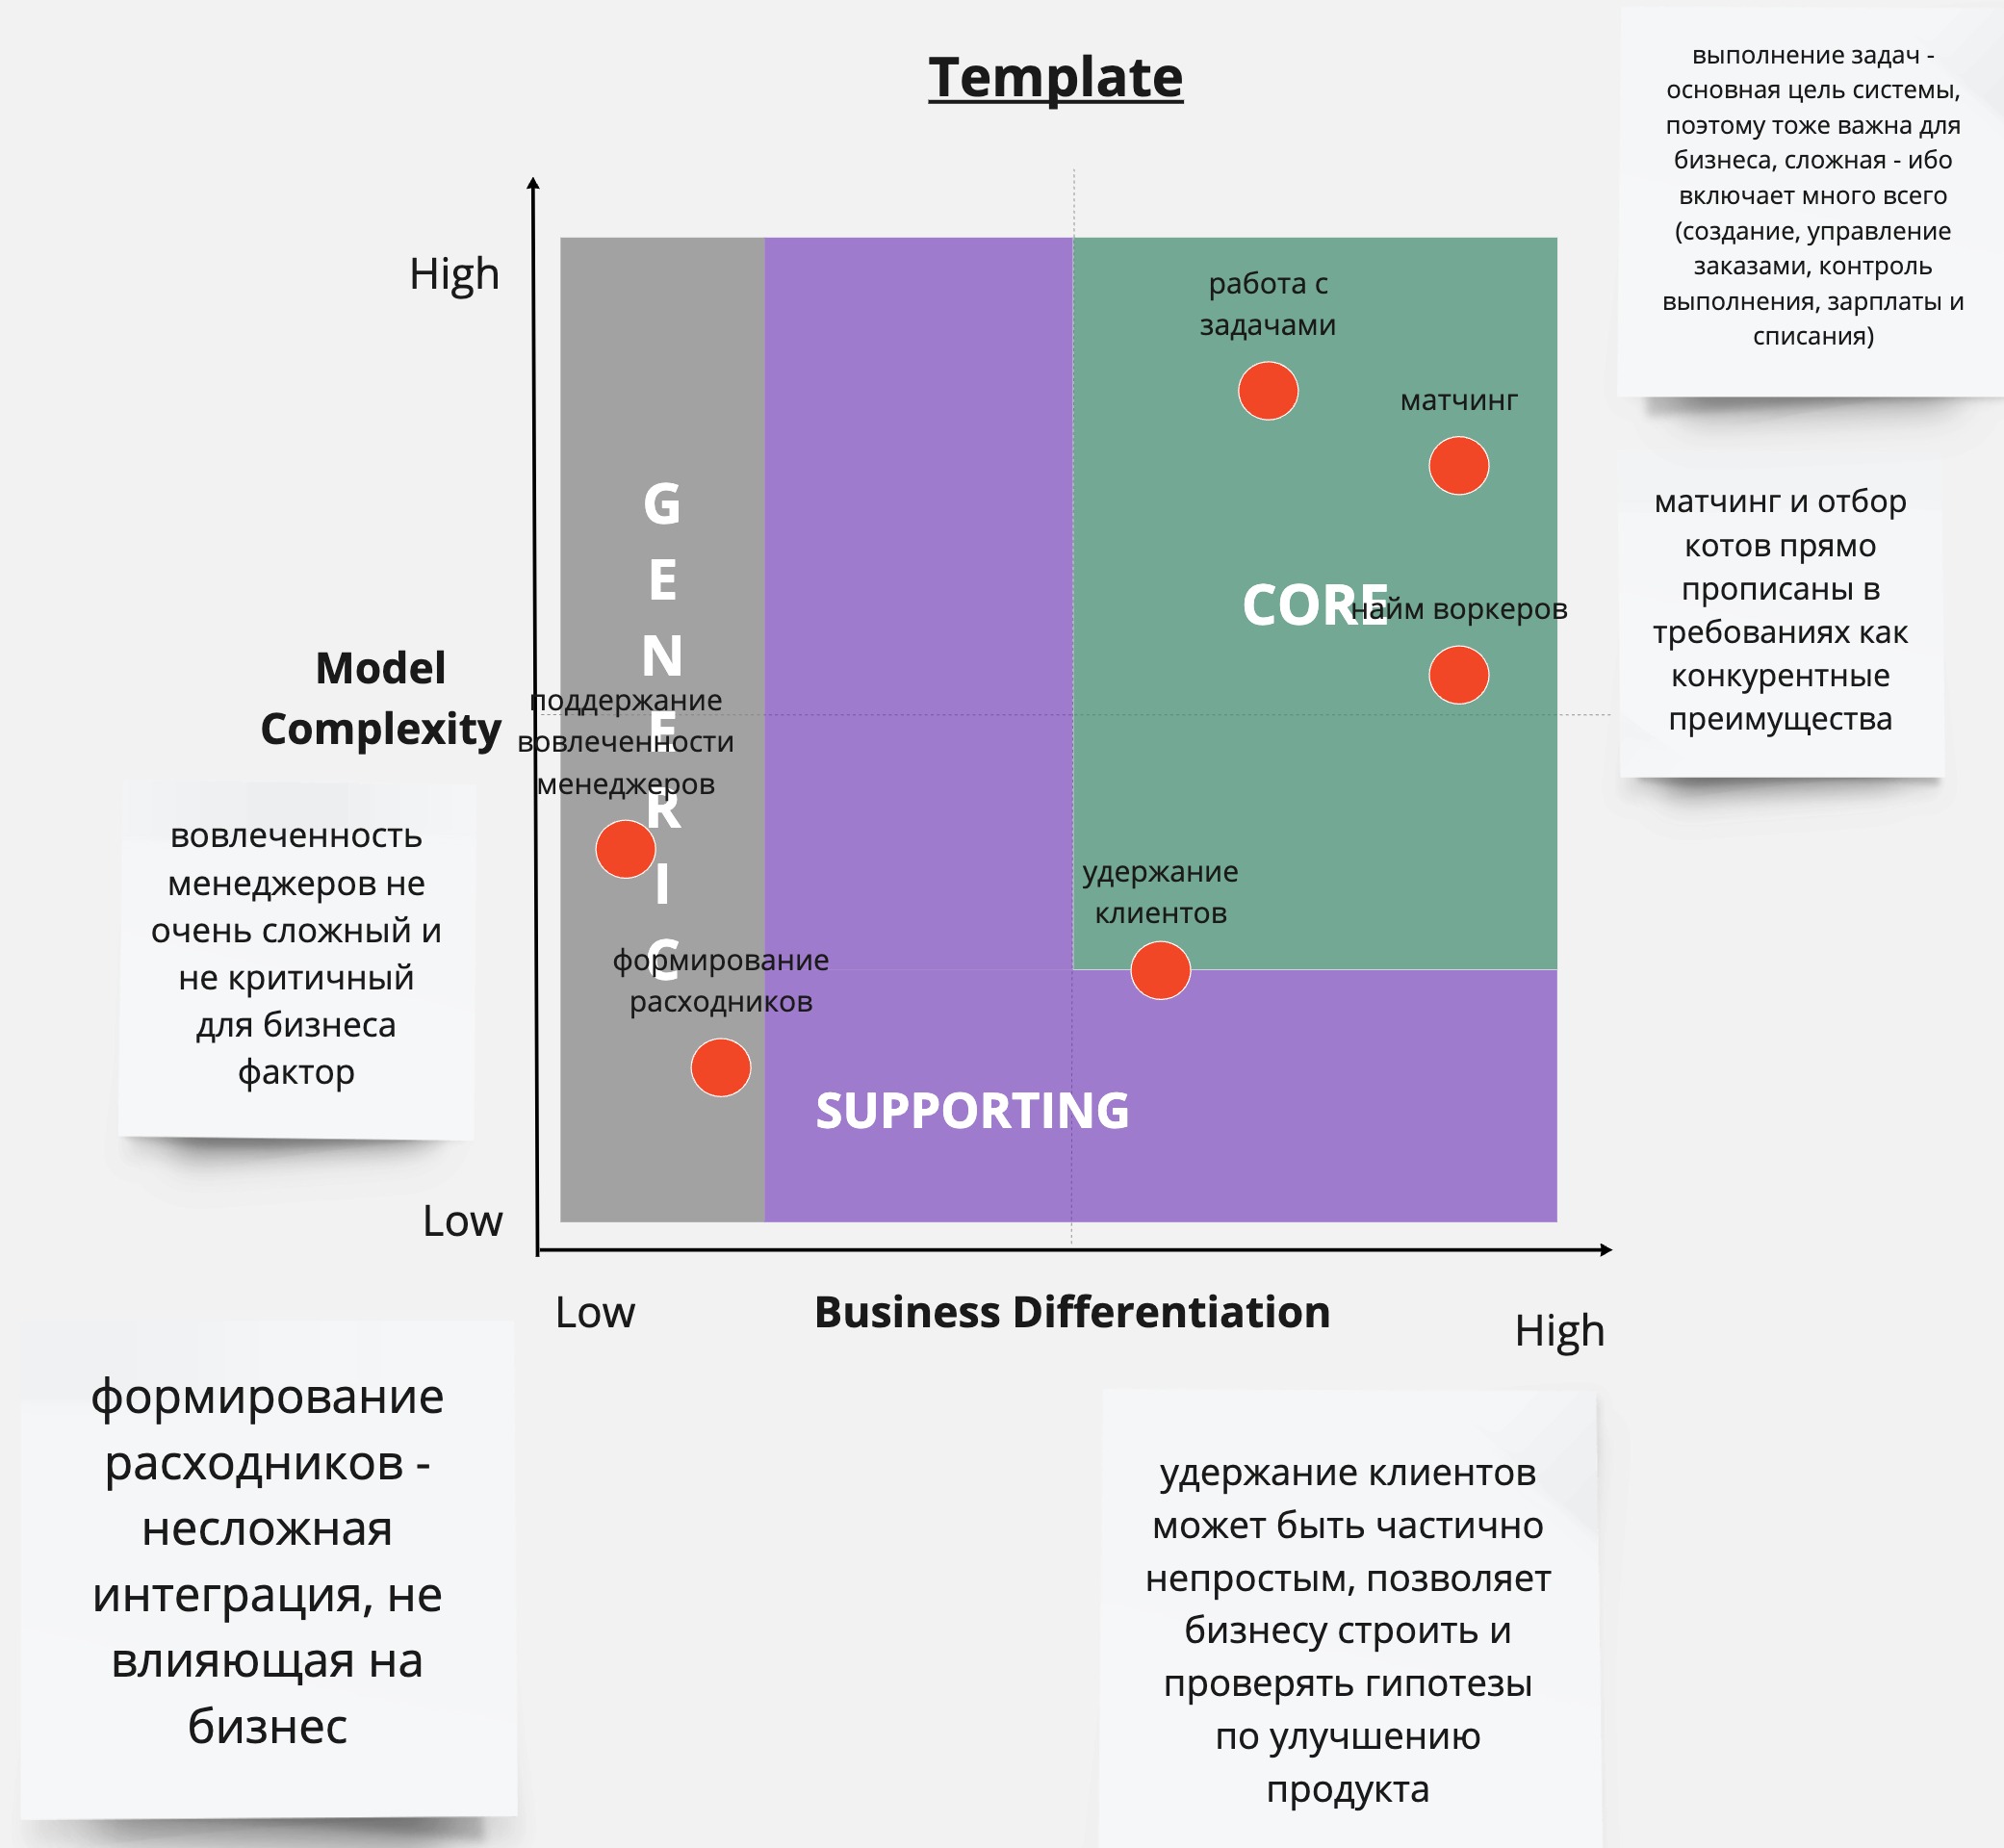 Template
выполнение задач -
основная цель системы,
поэтому тоже важна для
бизнеса, сложная - ибо
включает много всего
(создание, управление
заказами, контроль
выполнения, зарплаты и
списания)
High
работа с
задачами
матчинг
G
E
N
E
R
I
C
CORE
найм воркеров
матчинг и отбор
котов прямо
прописаны в
требованиях как
конкурентные
преимущества
Model
Complexity
поддержание
вовлеченности
менеджеров
вовлеченность
менеджеров не
очень сложный и
не критичный
для бизнеса
фактор
удержание
клиентов
формирование
расходников
SUPPORTING
Low
Low
Business Differentiation
High
формирование
расходников -
несложная
интеграция, не
влияющая на
бизнес
удержание клиентов
может быть частично
непростым, позволяет
бизнесу строить и
проверять гипотезы
по улучшению
продукта